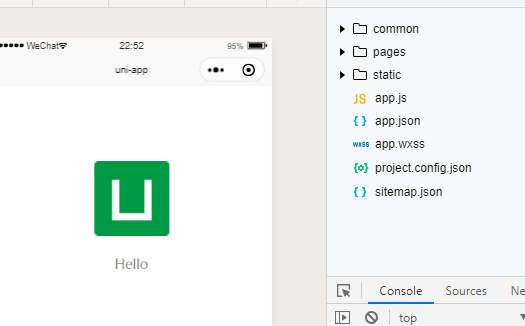 WeChat
22:52
95%
uni-app
Hello
common
pages
static
JS app.js
{ } app.json
wxss app.wxss
{o} project.config.json
{ } sitemap.json
Console
Sources
Ne
top